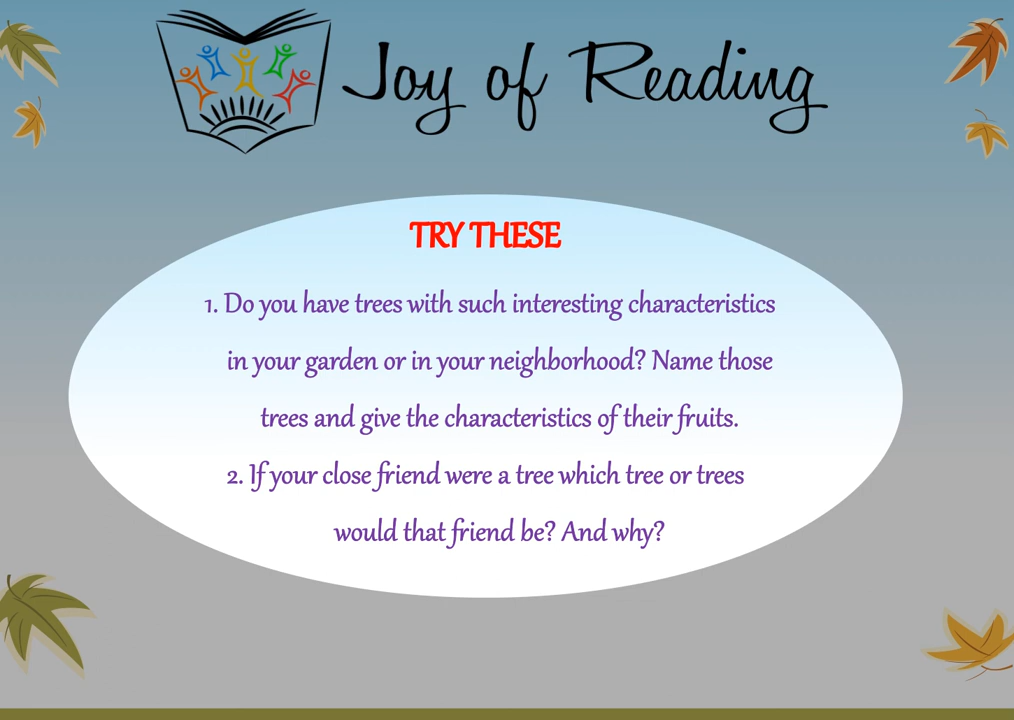 Joy of Reading
TRY THESE
1. Do you have trees with such interesting characteristics
in your garden or in your neighborhood? Name those
trees and give the characteristics of their fruits.
2. If your close friend were a tree which tree or trees
would that friend be? And why?